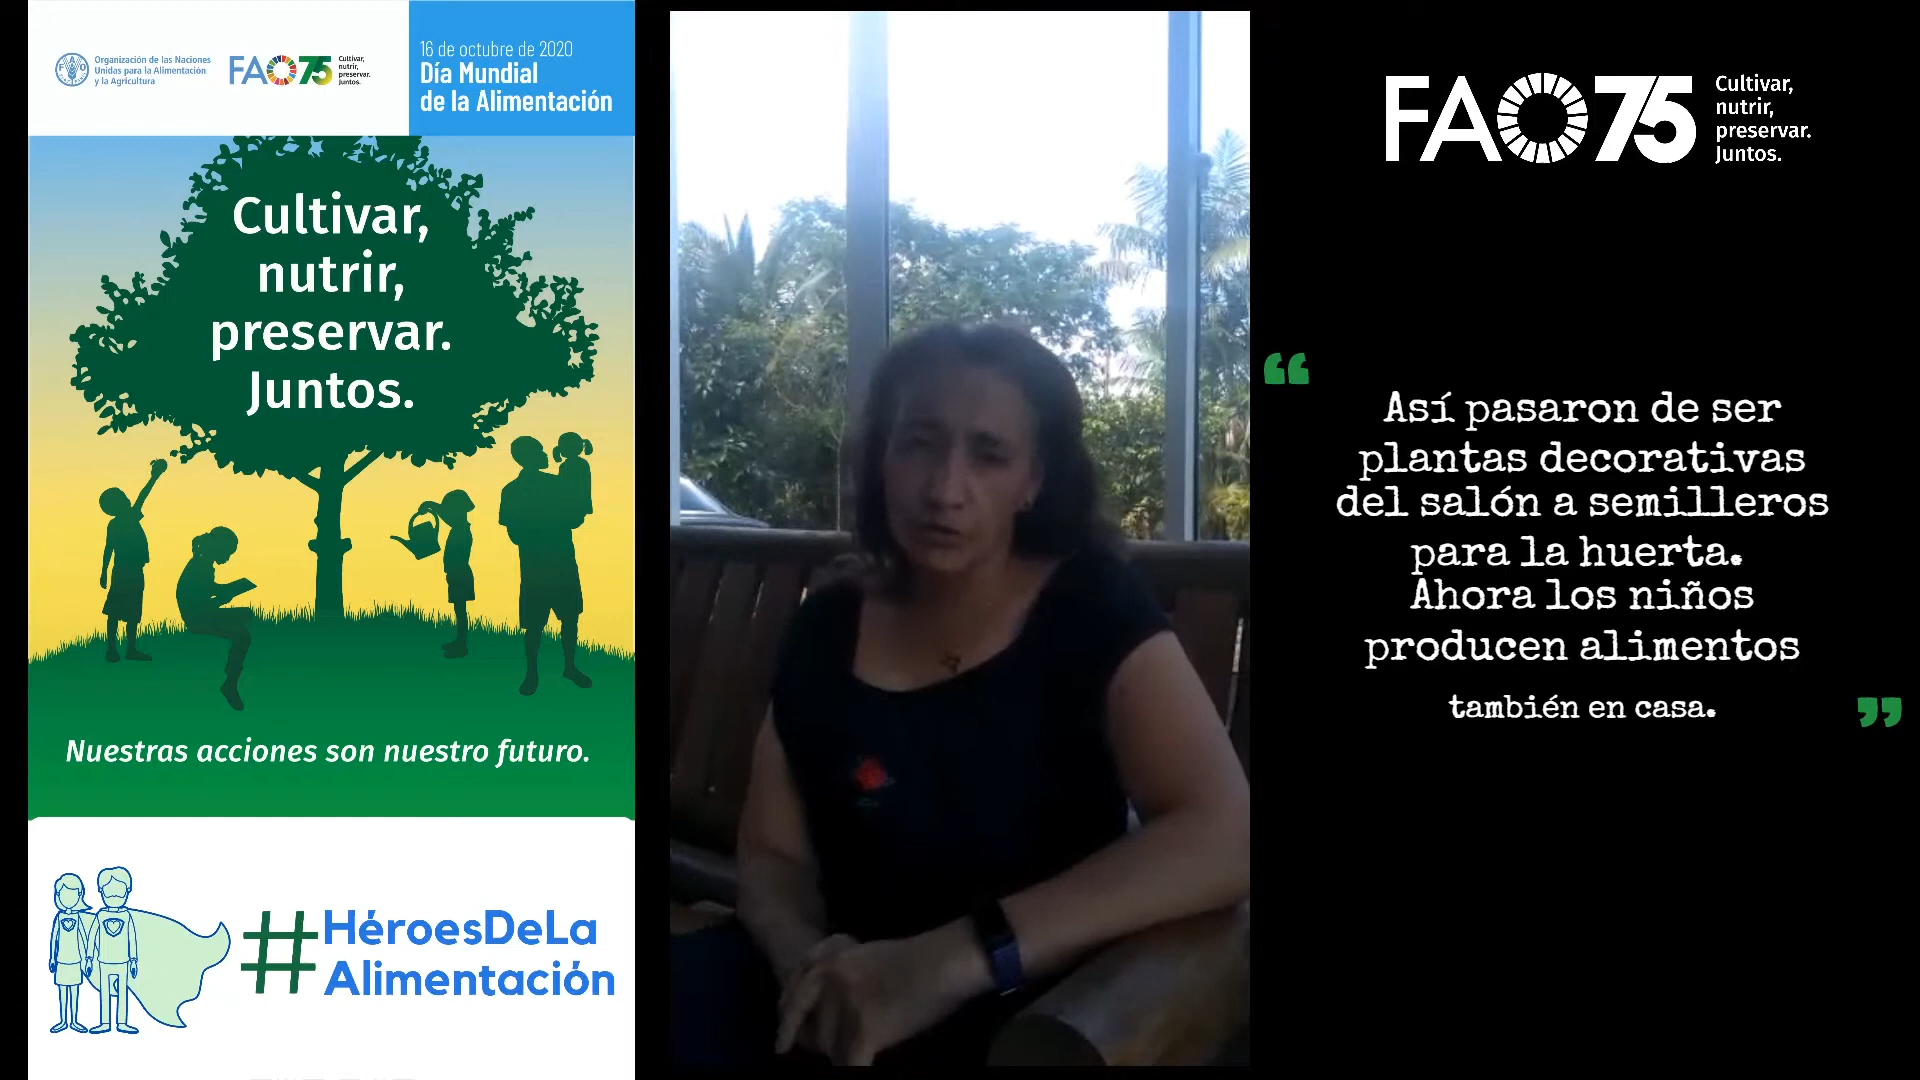 Organización de las Naciones
Unidas para la Alimentación
y la Agricultura
FAO75
Cultivar,
nutrir,
preservar.
Juntos.
16 de octubre de 2020
Día Mundial
de la Alimentación
Cultivar,
nutrir,
preservar.
Juntos.
Nuestras acciones son nuestro futuro.
#HéroesDeLa
Alimentación
FAO75
Cultivar,
nutrir,
preservar.
Juntos.
“
Así pasaron de ser
plantas decorativas
del salón a semilleros
para la huerta.
Ahora los niños
producen alimentos
también en casa.
”